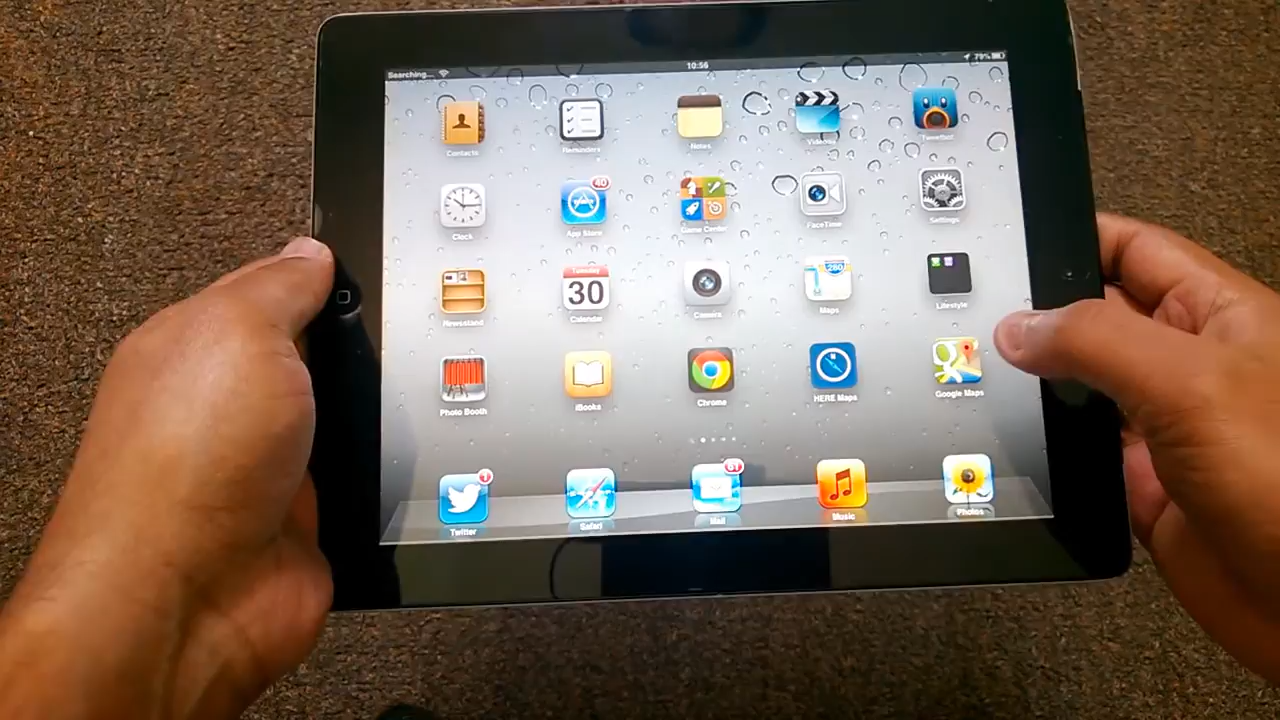 Searching... 10:56 79%
Contacts Reminders Notes Videos Tweetbot
40
Clock App Store Game Center FaceTime Settings
Tuesday
30
280
Newsstand Calendar Camera Maps Lifestyle
Photo Booth iBooks Chrome HERE Maps Google Maps
1 61
Twitter Safari Mail Music Photos